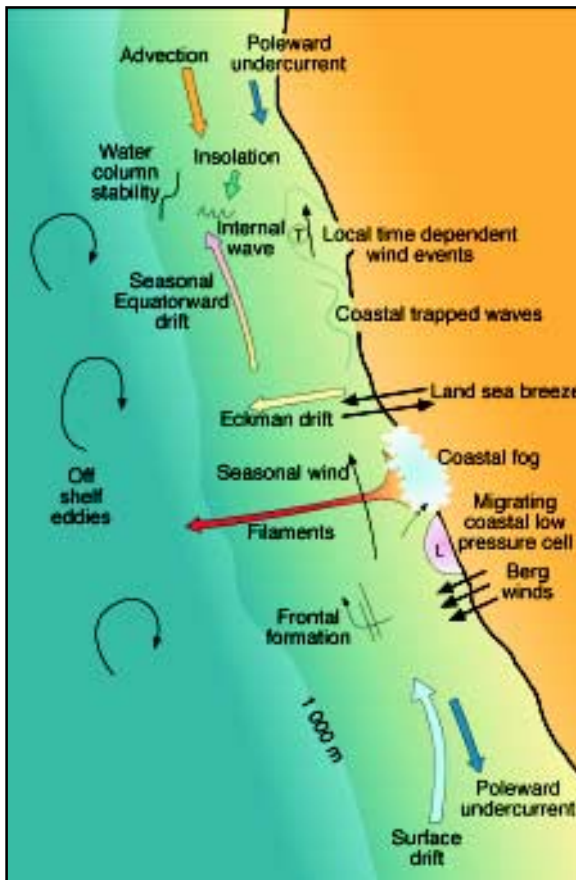 Advection
Poleward
undercurrent
Water
column
stability
Insolation
Internal
wave
T
Local time dependent
wind events
Seasonal
Equatorward
drift
Coastal trapped waves
Land sea breeze
Eckman drift
Off
shelf
eddies
Seasonal wind
Coastal fog
Filaments
Migrating
coastal low
pressure cell
L
Berg
winds
Frontal
formation
1 000 m
Poleward
undercurrent
Surface
drift